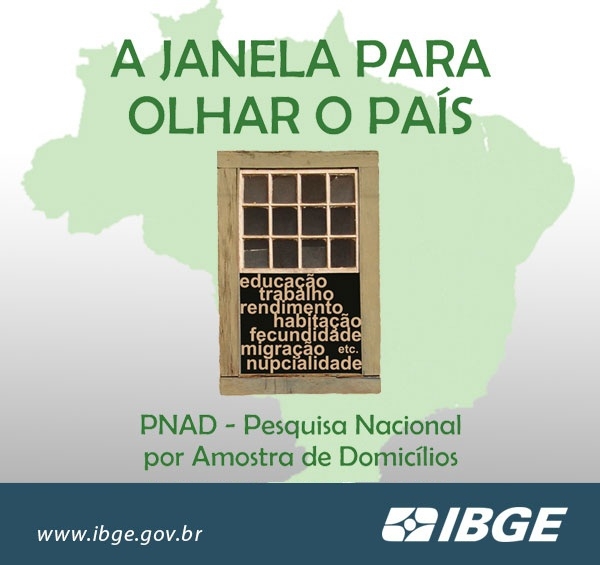 A JANELA PARA
OLHAR O PAÍS
educação
trabalho
rendimento
habitação
fecundidade
migração etc.
nupcialidade
PNAD - Pesquisa Nacional
por Amostra de Domicílios
www.ibge.gov.br
IBGE